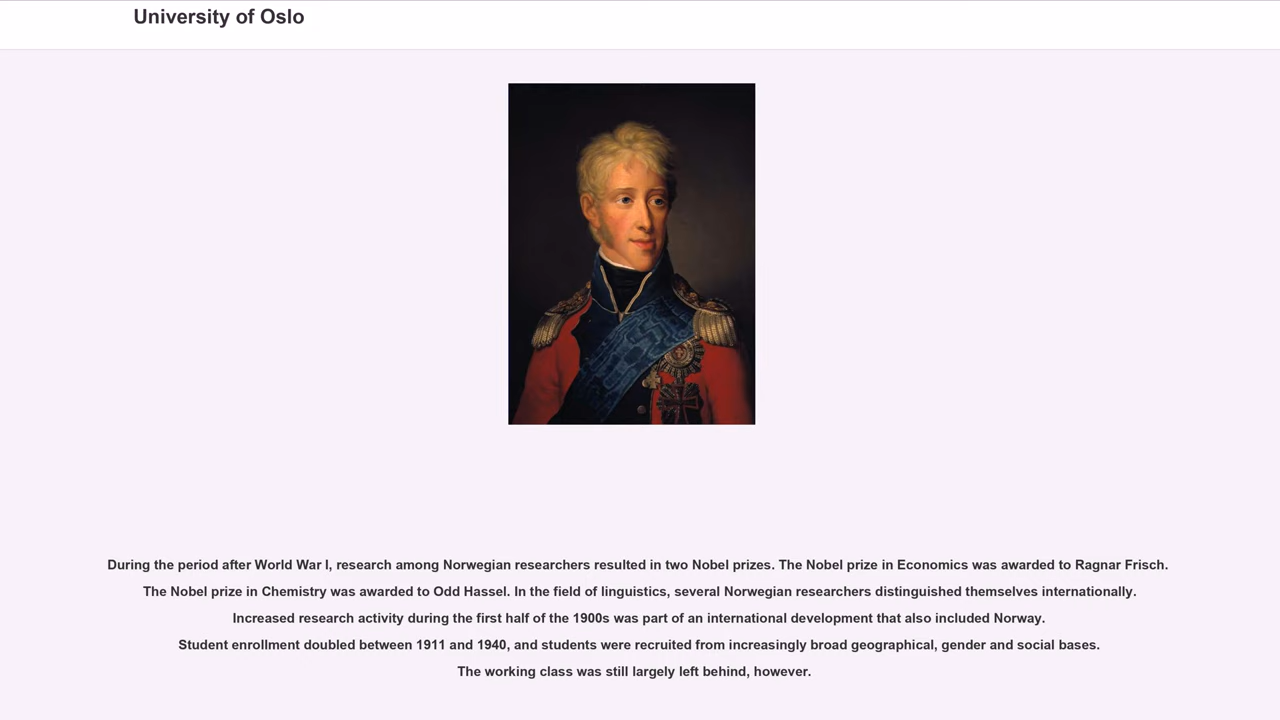 University of Oslo
During the period after World War I, research among Norwegian researchers resulted in two Nobel prizes. The Nobel prize in Economics was awarded to Ragnar Frisch.
The Nobel prize in Chemistry was awarded to Odd Hassel. In the field of linguistics, several Norwegian researchers distinguished themselves internationally.
Increased research activity during the first half of the 1900s was part of an international development that also included Norway.
Student enrollment doubled between 1911 and 1940, and students were recruited from increasingly broad geographical, gender and social bases.
The working class was still largely left behind, however.